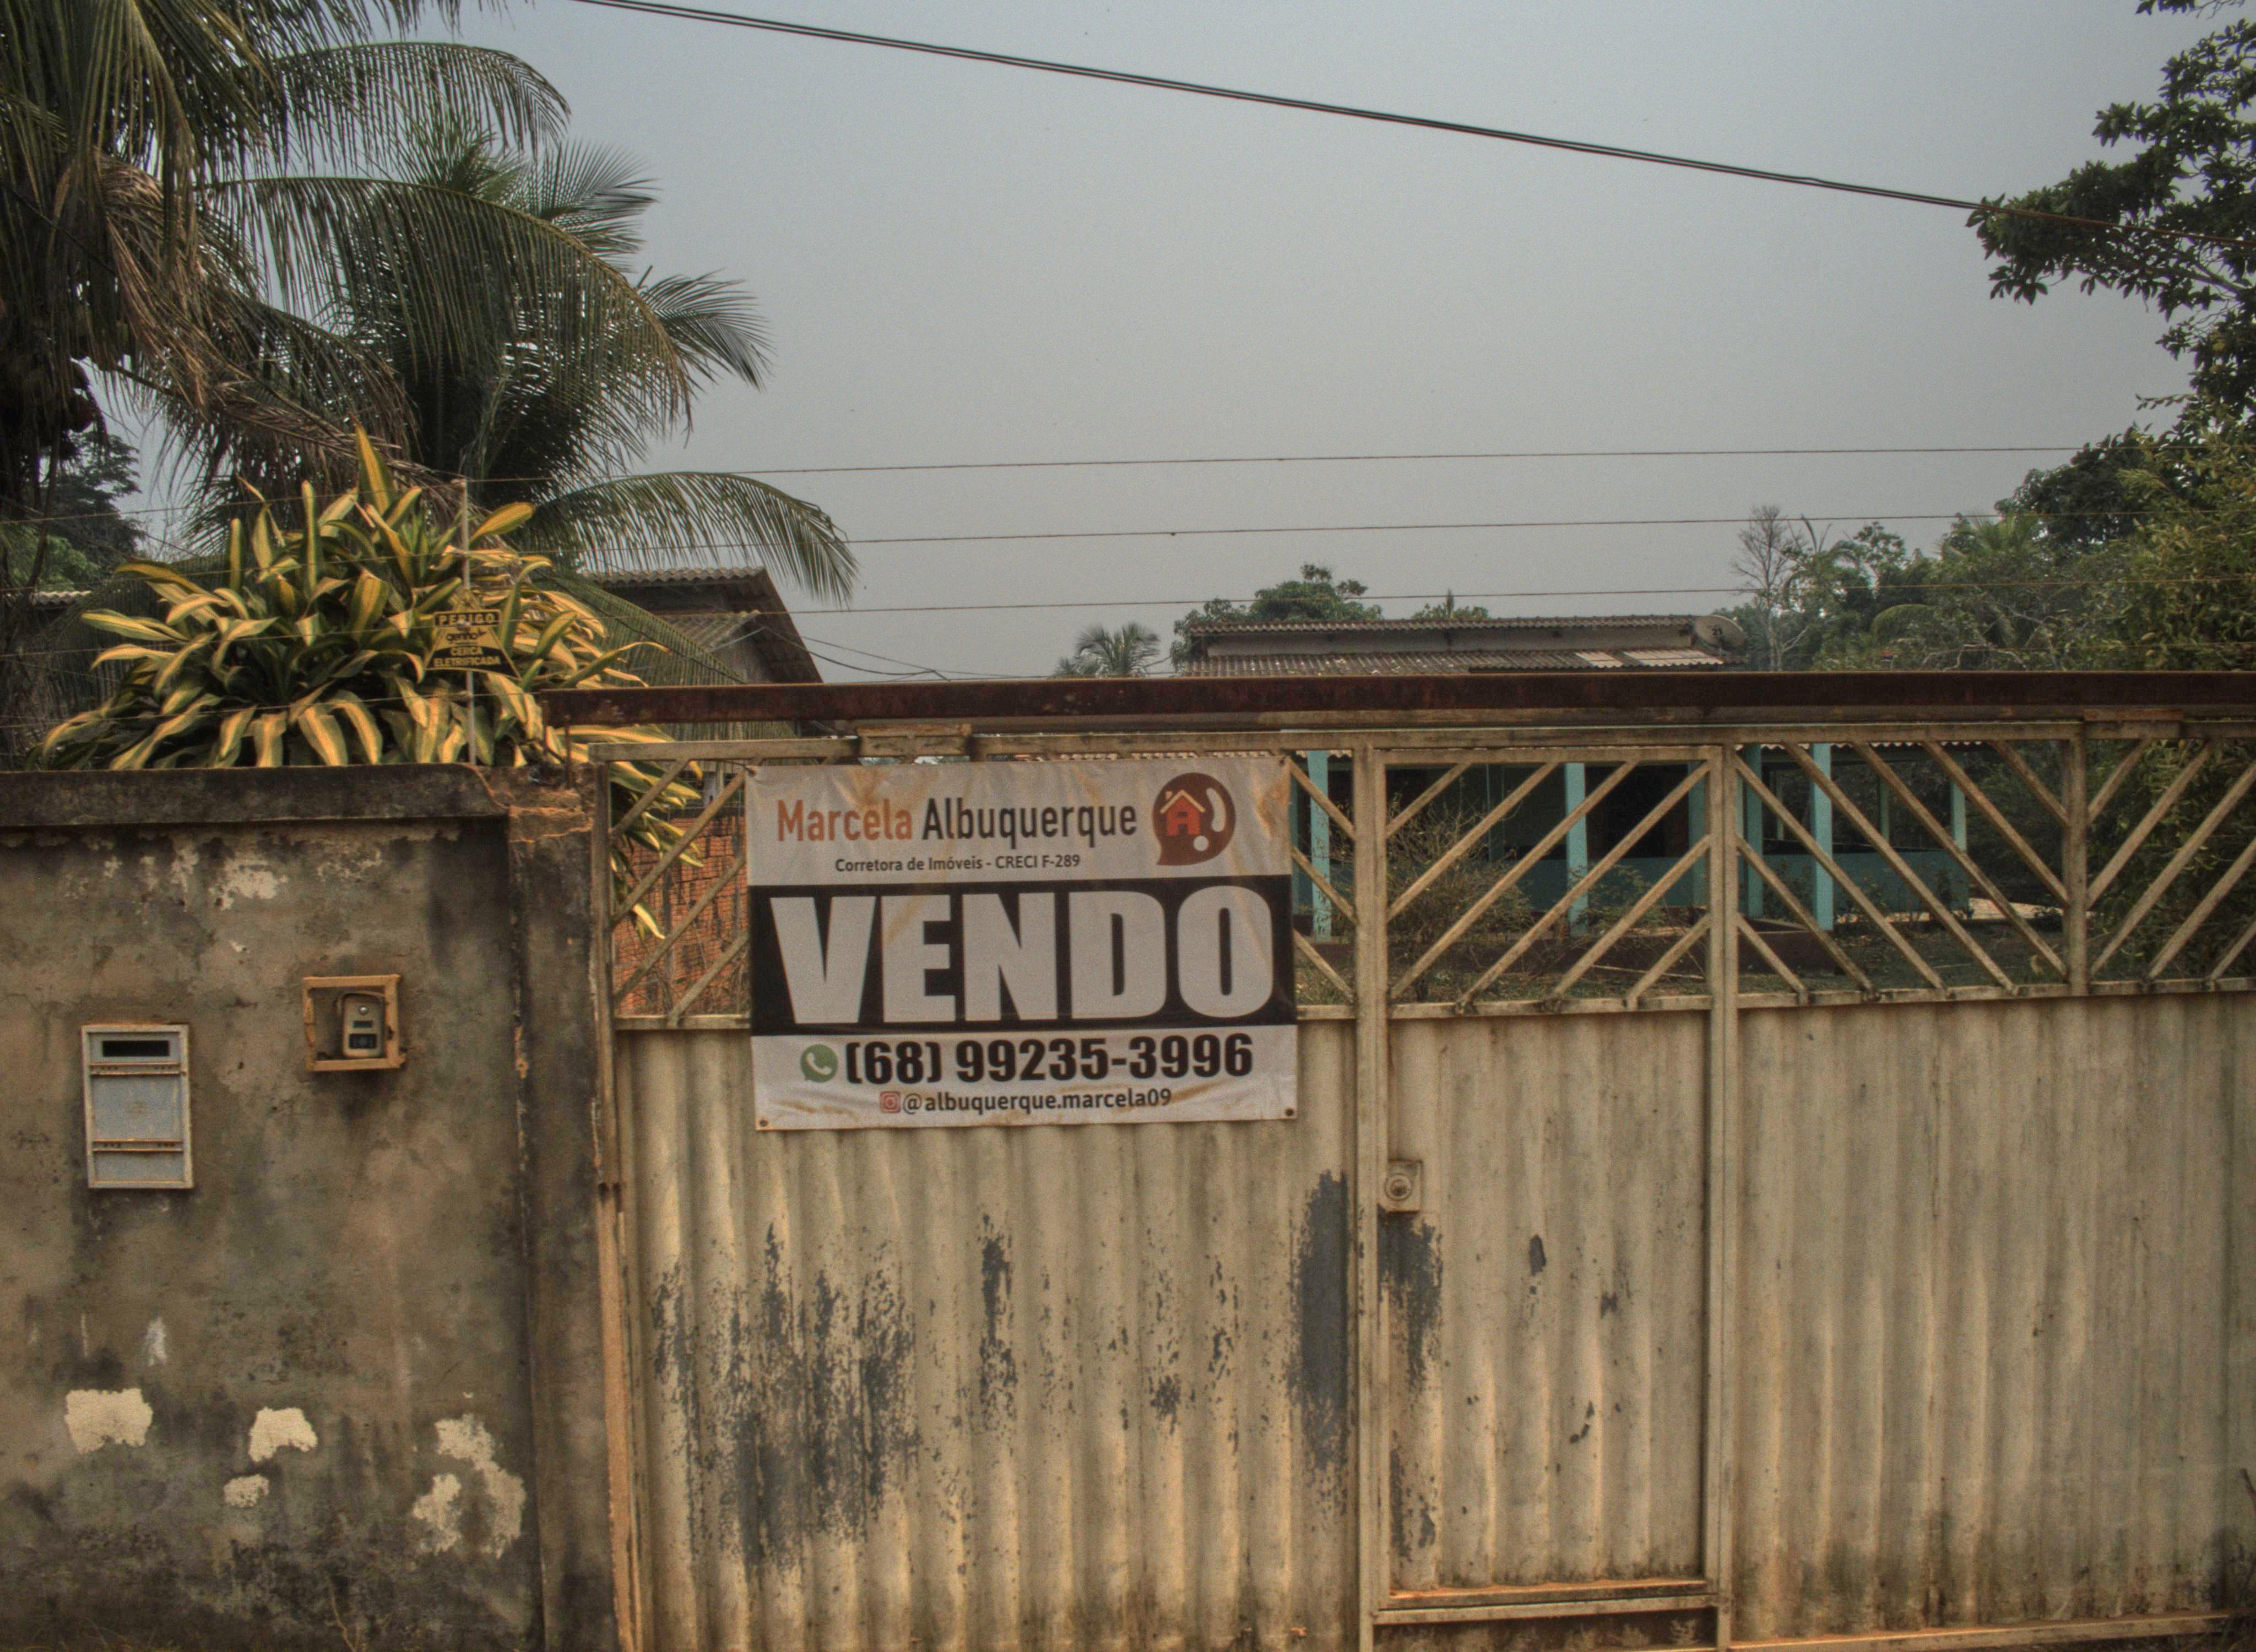 PERIGO
CERCA
ELETRIFICADA
Marcela Albuquerque
Corretora de Imóveis - CRECI F-289
VENDO
(68) 99235-3996
@albuquerque.marcela09